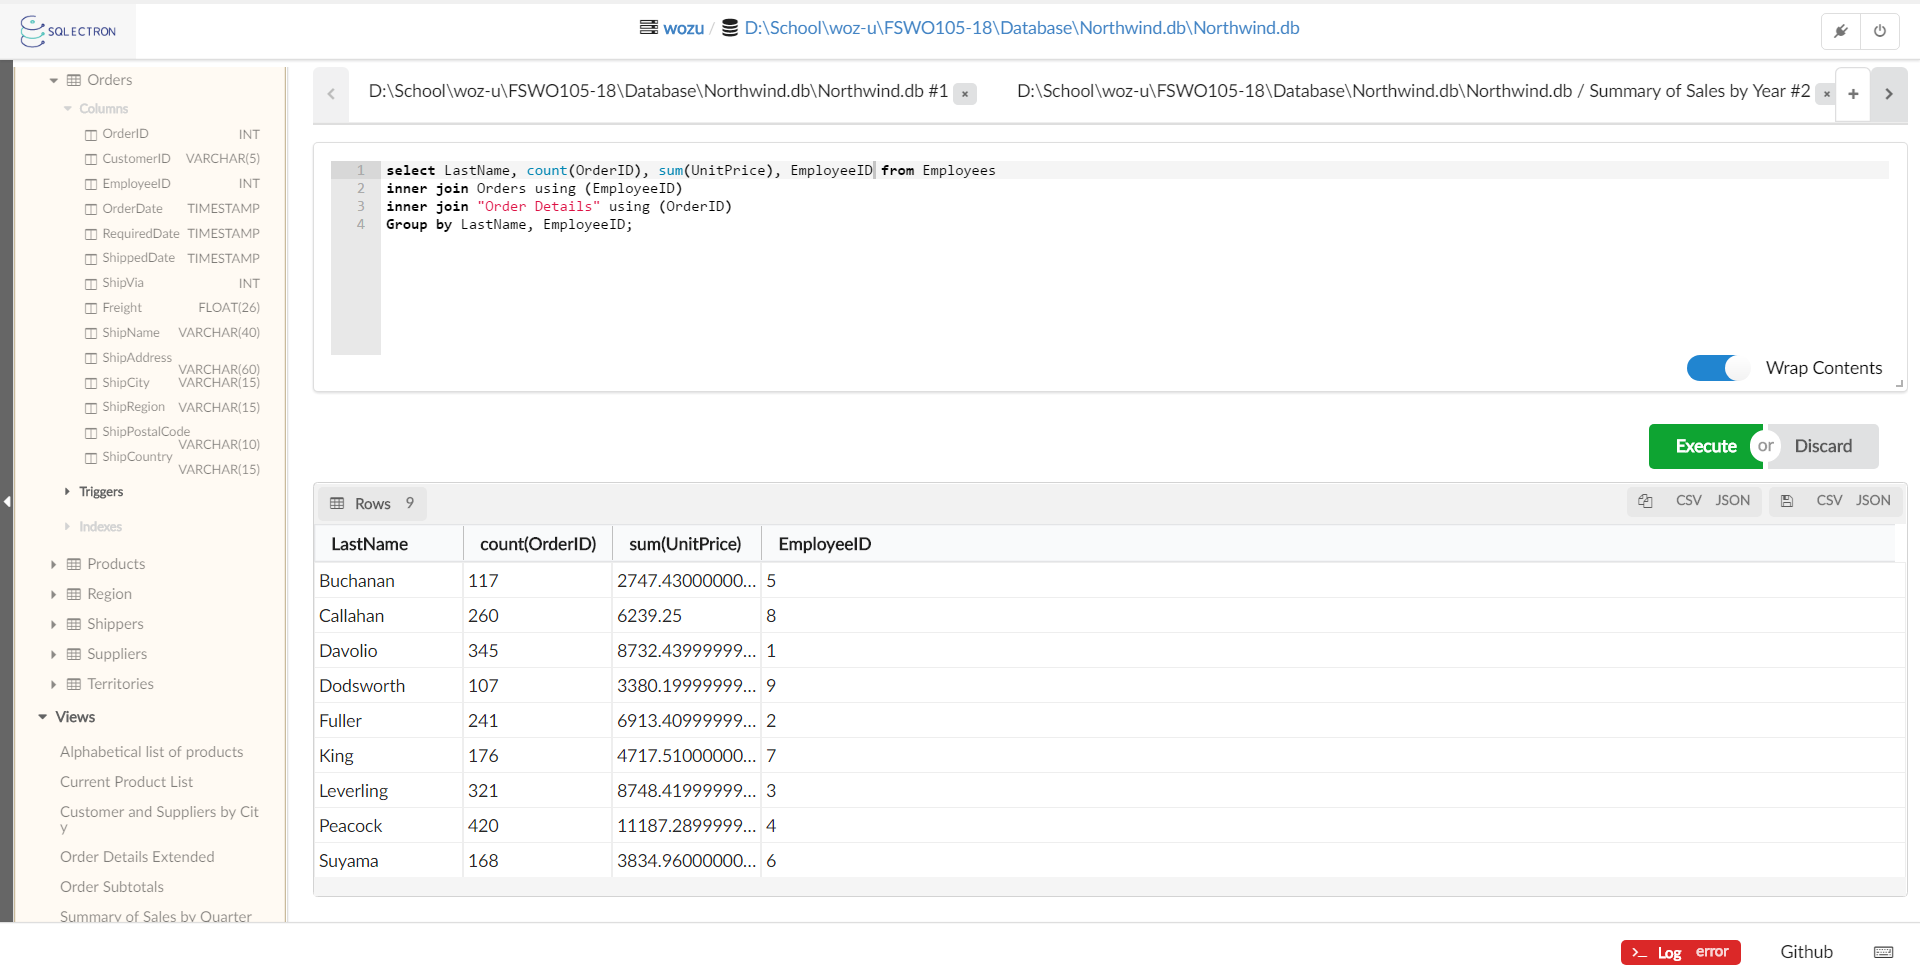 SQLECTRON
wozu / D:\School\woz-u\FSWO105-18\Database\Northwind.db\Northwind.db
Orders
Columns
OrderID INT
CustomerID VARCHAR(5)
EmployeeID INT
OrderDate TIMESTAMP
RequiredDate TIMESTAMP
ShippedDate TIMESTAMP
ShipVia INT
Freight FLOAT(26)
ShipName VARCHAR(40)
ShipAddress
VARCHAR(60)
ShipCity VARCHAR(15)
ShipRegion VARCHAR(15)
ShipPostalCode
VARCHAR(10)
ShipCountry
VARCHAR(15)
Triggers
Indexes
Products
Region
Shippers
Suppliers
Territories
Views
Alphabetical list of products
Current Product List
Customer and Suppliers by Cit
y
Order Details Extended
Order Subtotals
Summary of Sales by Quarter
D:\School\woz-u\FSWO105-18\Database\Northwind.db\Northwind.db #1 ×
D:\School\woz-u\FSWO105-18\Database\Northwind.db\Northwind.db / Summary of Sales by Year #2 × +
1 select LastName, count(OrderID), sum(UnitPrice), EmployeeID from Employees
2 inner join Orders using (EmployeeID)
3 inner join "Order Details" using (OrderID)
4 Group by LastName, EmployeeID;
Wrap Contents
Execute or Discard
Rows 9 CSV JSON CSV JSON
LastName count(OrderID) sum(UnitPrice) EmployeeID
Buchanan 117 2747.43000000... 5
Callahan 260 6239.25 8
Davolio 345 8732.43999999... 1
Dodsworth 107 3380.19999999... 9
Fuller 241 6913.40999999... 2
King 176 4717.51000000... 7
Leverling 321 8748.41999999... 3
Peacock 420 11187.2899999... 4
Suyama 168 3834.96000000... 6
>_ Log error Github